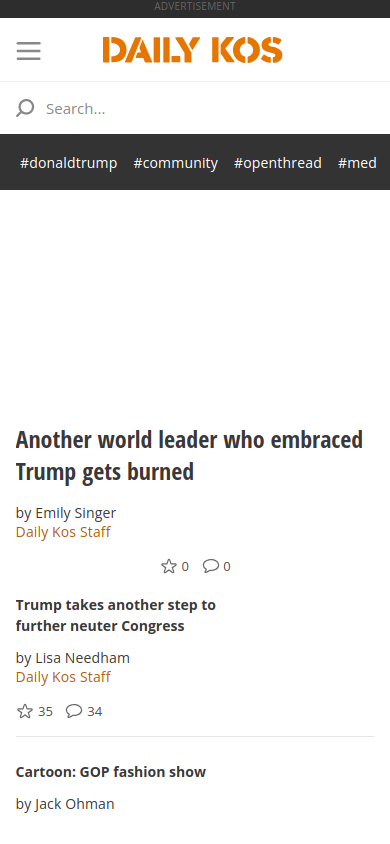 ADVERTISEMENT
DAILY KOS
Search...
#donaldtrump #community #openthread #med
Another world leader who embraced
Trump gets burned
by Emily Singer
Daily Kos Staff
0 0
Trump takes another step to
further neuter Congress
by Lisa Needham
Daily Kos Staff
35 34
Cartoon: GOP fashion show
by Jack Ohman